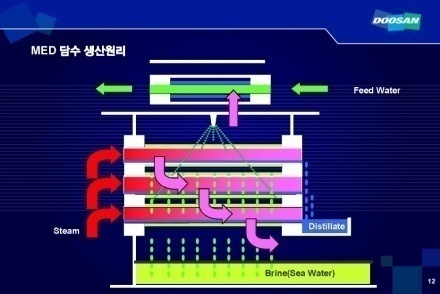 DOOSAN
MED 담수 생산원리
Feed Water
Steam
Distillate
Brine(Sea Water)
12